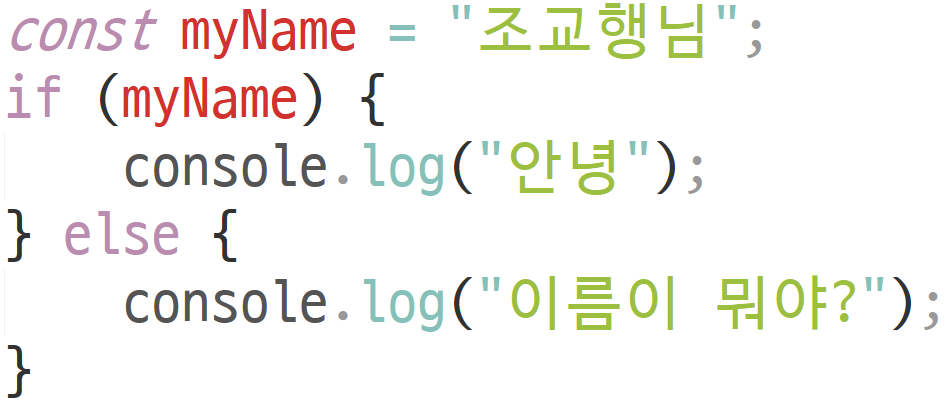 const myName = "조교행님";
if (myName) {
    console.log("안녕");
} else {
    console.log("이름이 뭐야?");
}